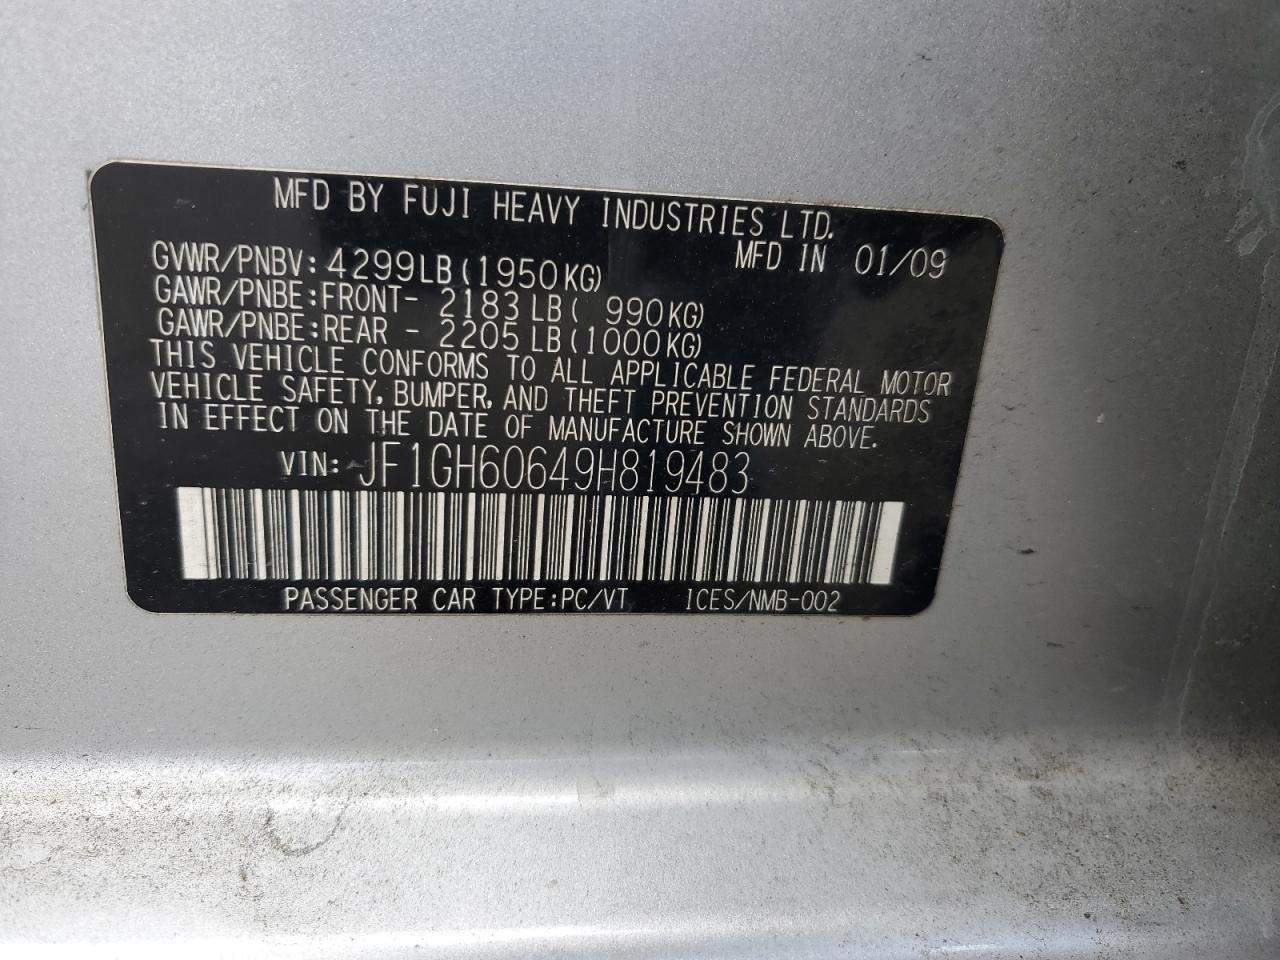 MFD BY FUJI HEAVY INDUSTRIES LTD.
MFD IN 01/09
GVWR/PNBV: 4299LB(1950KG)
GAWR/PNBE:FRONT- 2183LB( 990KG)
GAWR/PNBE:REAR - 2205LB(1000KG)
THIS VEHICLE CONFORMS TO ALL APPLICABLE FEDERAL MOTOR
VEHICLE SAFETY, BUMPER, AND THEFT PREVENTION STANDARDS
IN EFFECT ON THE DATE OF MANUFACTURE SHOWN ABOVE.
VIN: JF1GH60649H819483
PASSENGER CAR TYPE:PC/VT ICES/NMB-002